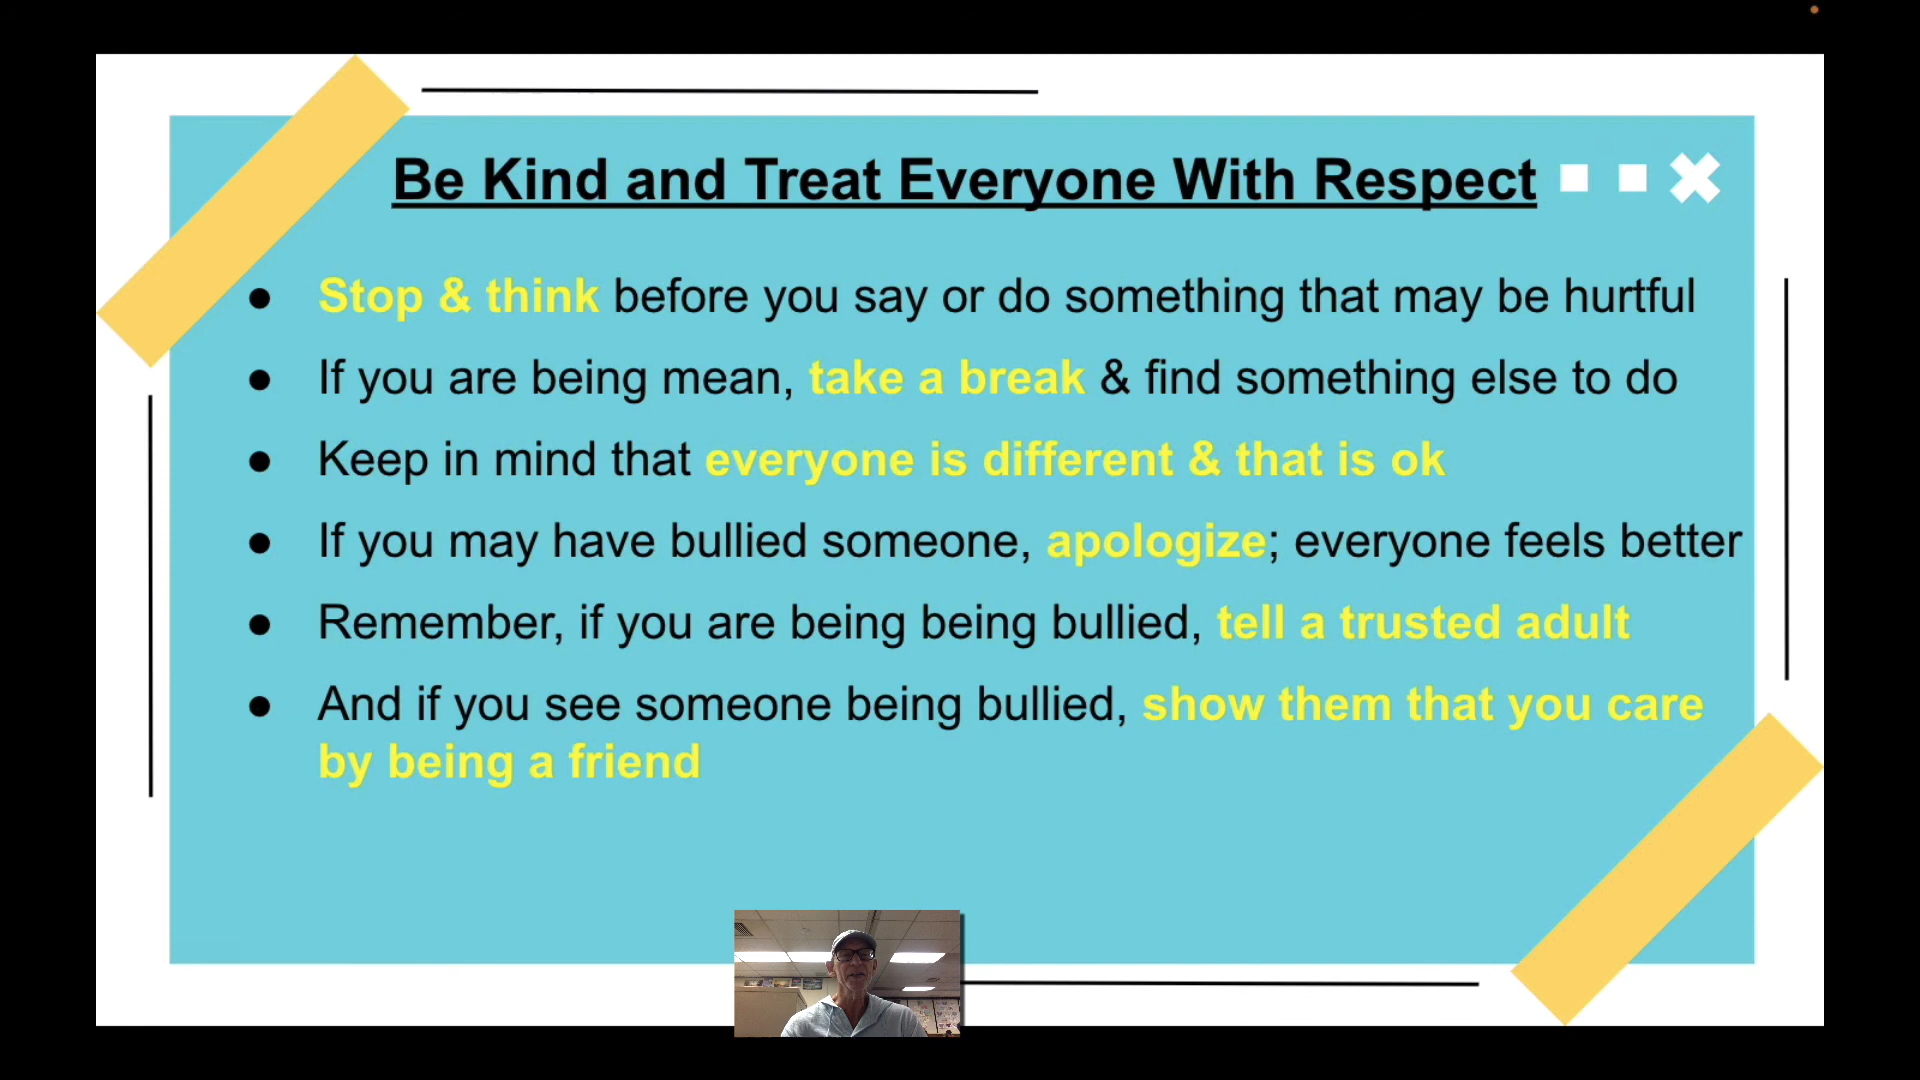 Be Kind and Treat Everyone With Respect
● Stop & think before you say or do something that may be hurtful
● If you are being mean, take a break & find something else to do
● Keep in mind that everyone is different & that is ok
● If you may have bullied someone, apologize; everyone feels better
● Remember, if you are being being bullied, tell a trusted adult
● And if you see someone being bullied, show them that you care
by being a friend